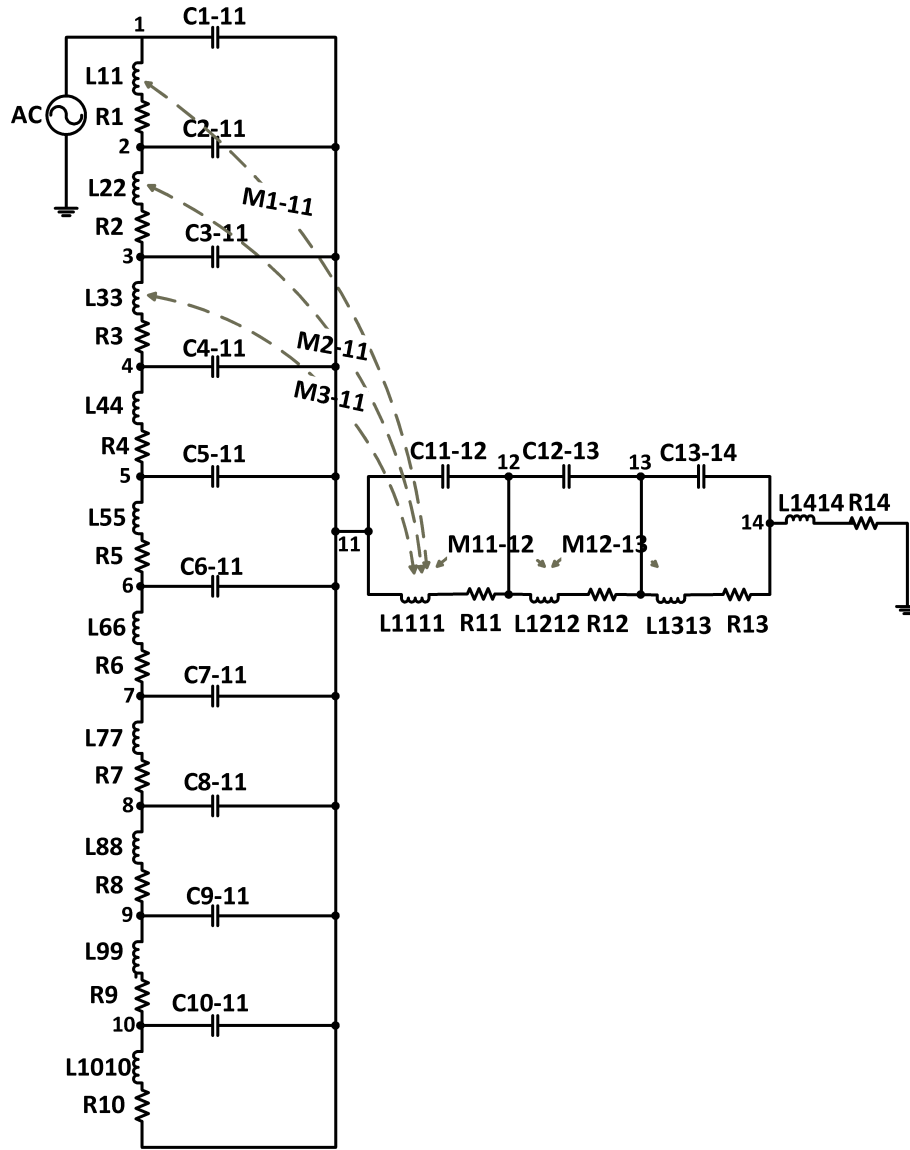 1
C1-11
L11
AC
R1
C2-11
2
L22
M1-11
R2
C3-11
3
L33
R3
M2-11
C4-11
4
M3-11
L44
R4
C5-11
5
C11-12
12
C12-13
13
C13-14
L1414
R14
14
L55
11
M11-12
M12-13
R5
C6-11
6
L1111
R11
L1212
R12
L1313
R13
L66
R6
C7-11
7
L77
R7
C8-11
8
L88
R8
C9-11
9
L99
R9
C10-11
10
L1010
R10